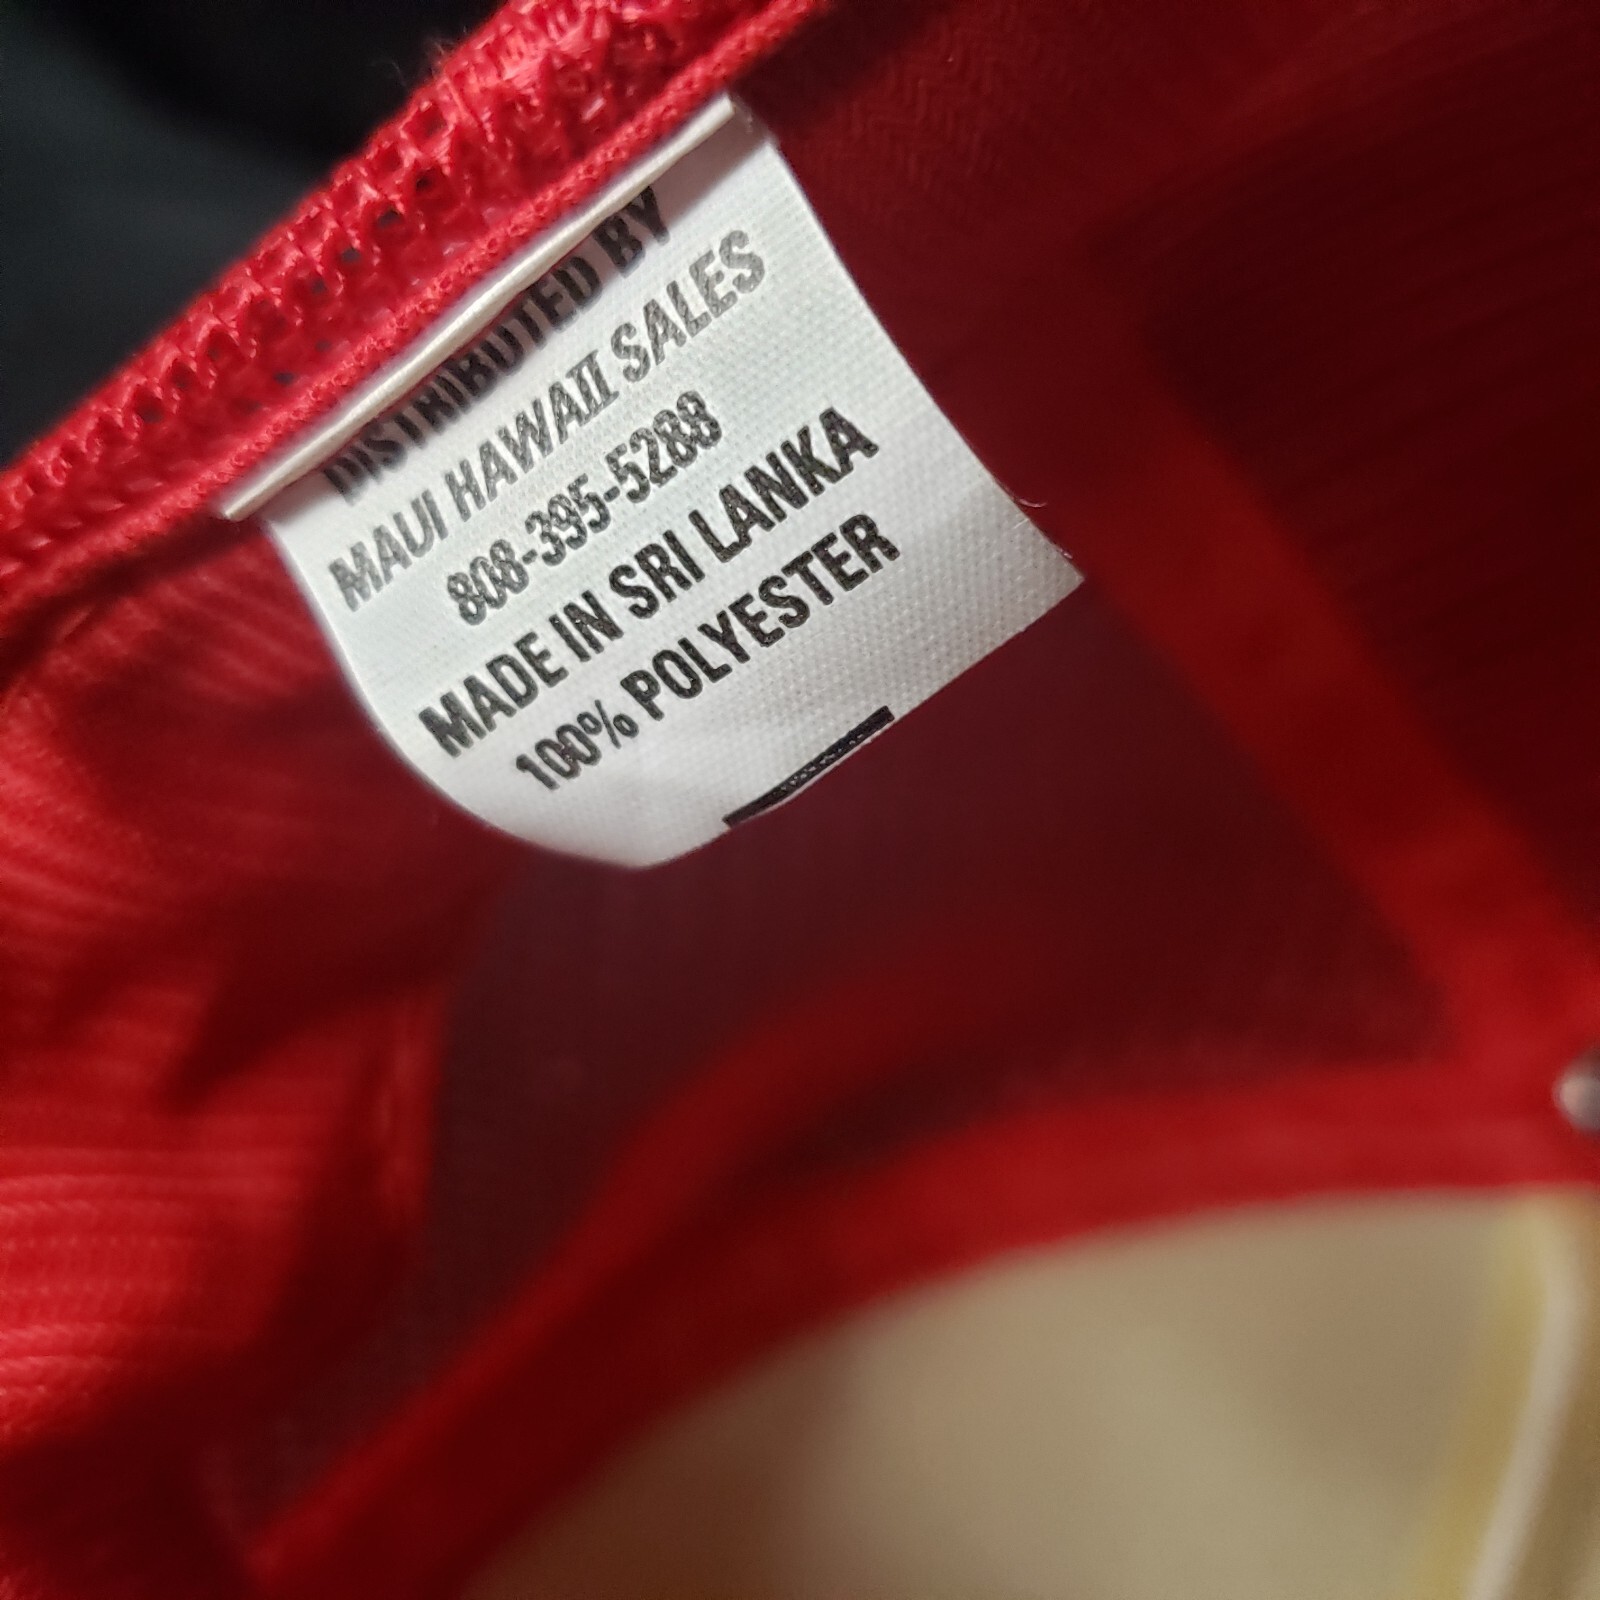 DISTRIBUTED BY
MAUI HAWAII SALES
808-395-5288
MADE IN SRI LANKA
100% POLYESTER